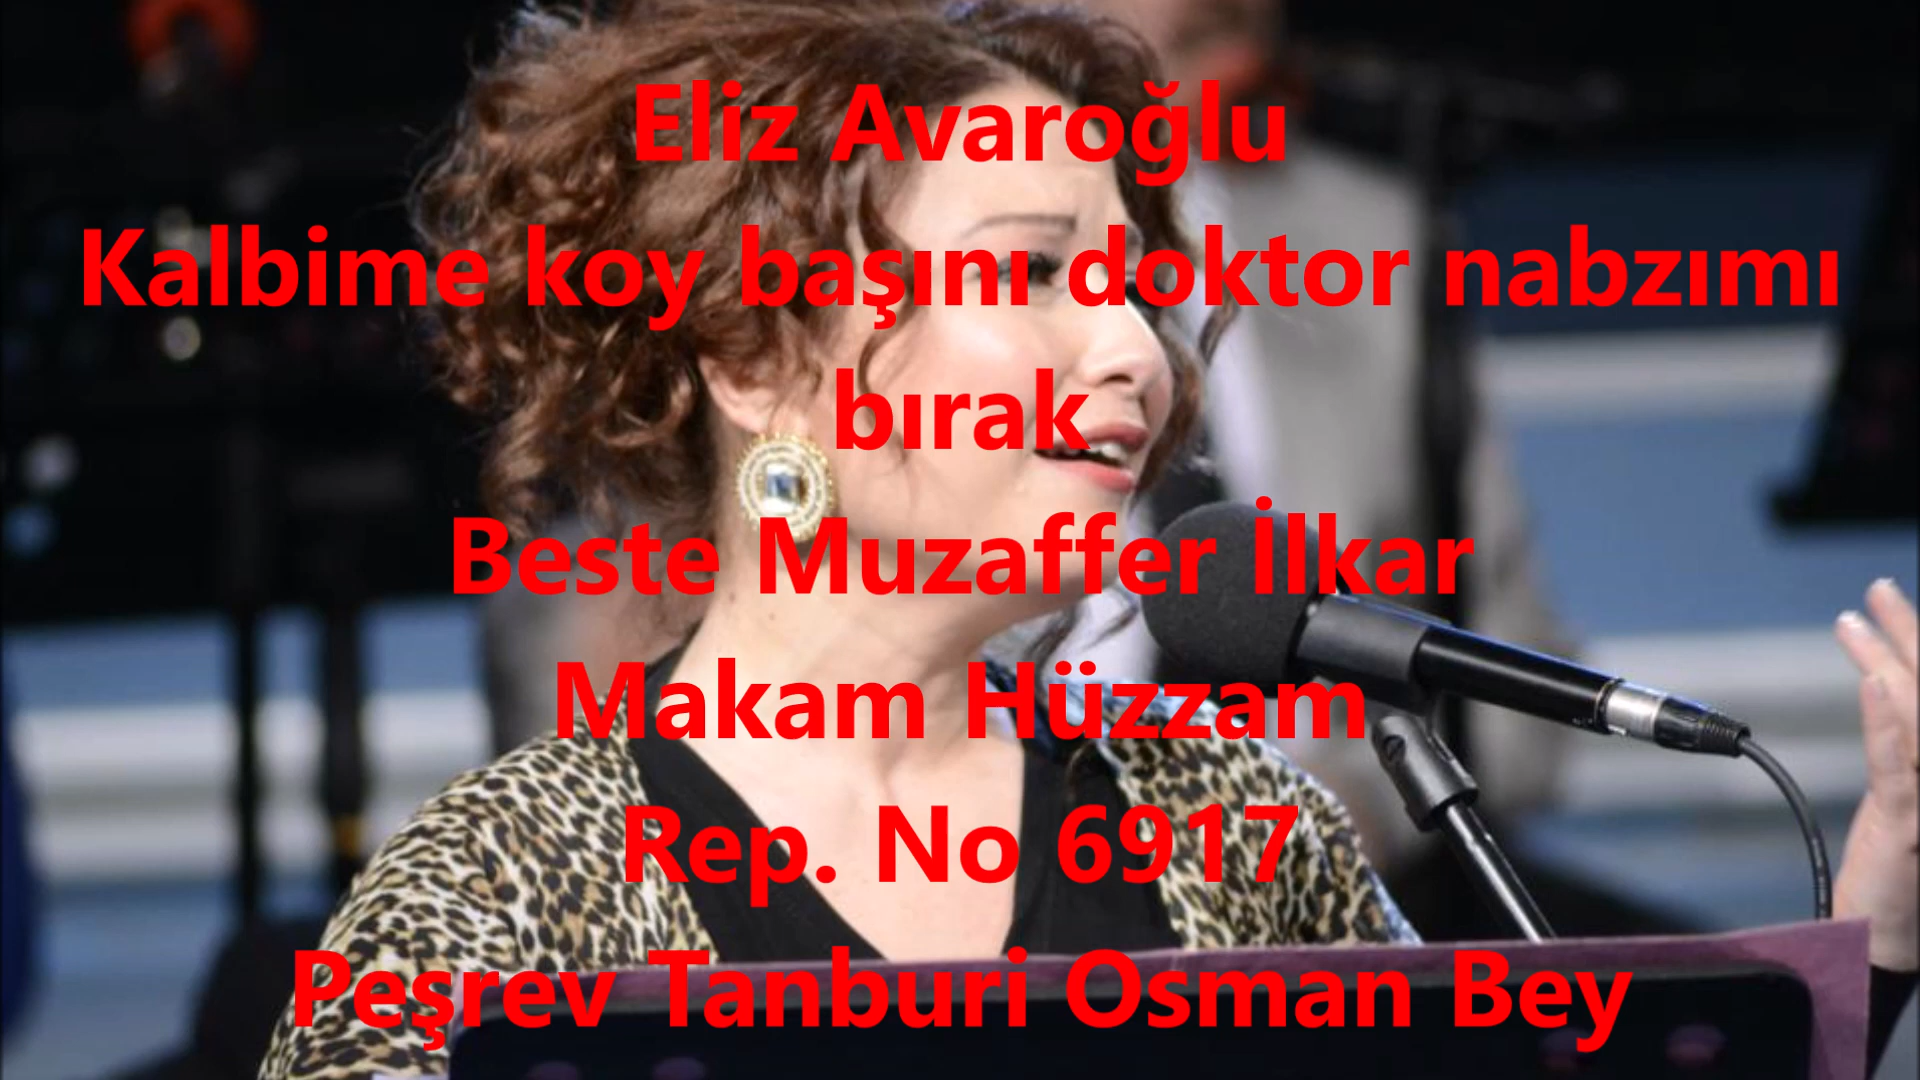 Eliz Avaroğlu
Kalbime koy başını doktor nabzımı
bırak
Beste Muzaffer İlkar
Makam Hüzzam
Rep. No 6917
Peşrev Tanburi Osman Bey